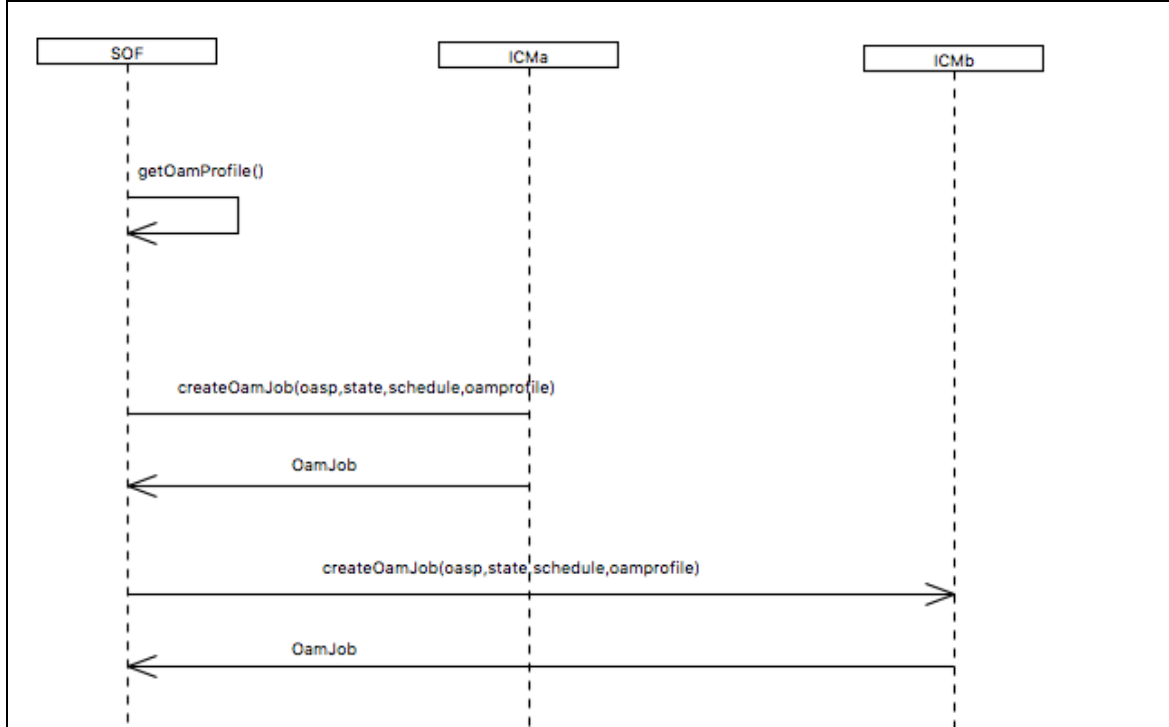 SOF
ICMa
ICMb
getOamProfile()
createOamJob(oasp,state,schedule,oamprofile)
OamJob
createOamJob(oasp,state,schedule,oamprofile)
OamJob